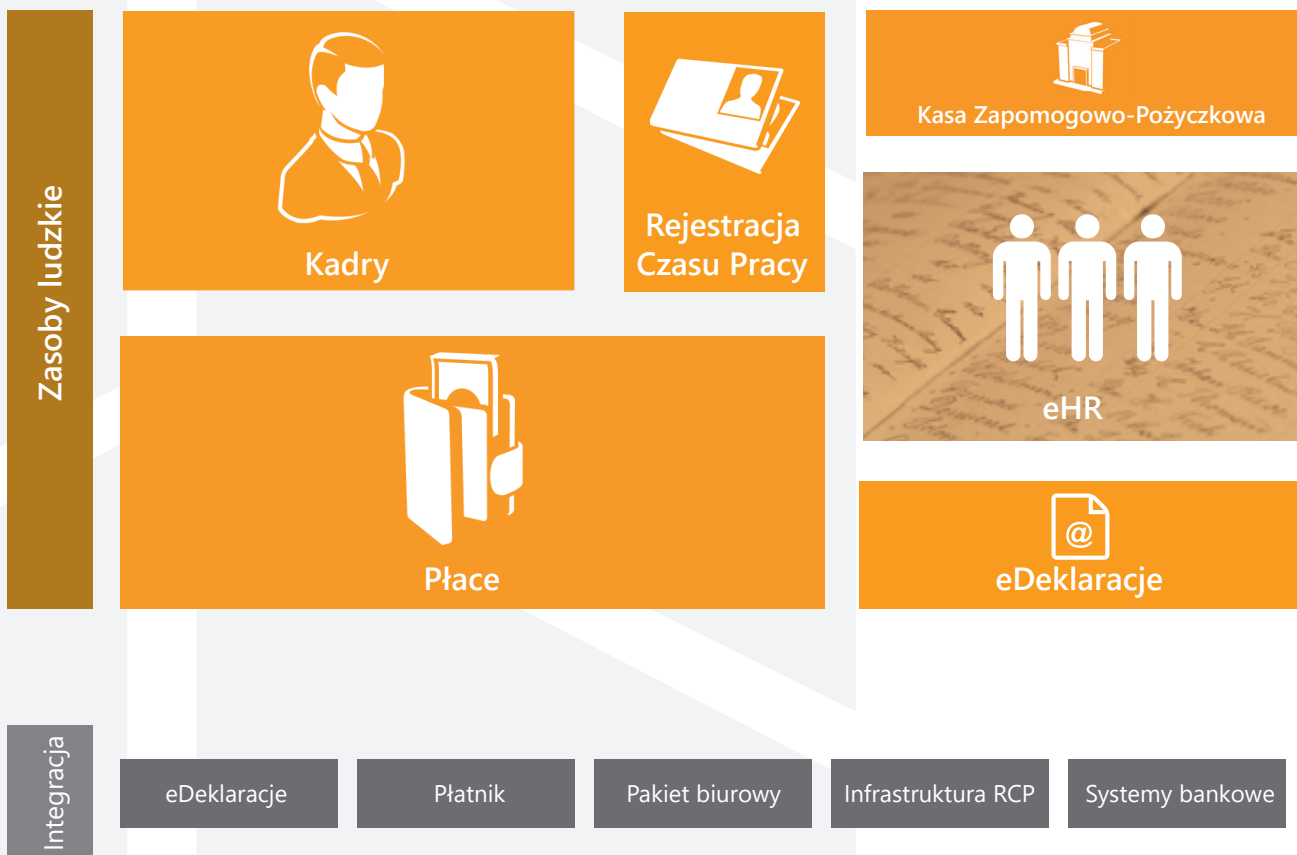 Zasoby ludzkie
Kadry
Rejestracja
Czasu Pracy
Kasa Zapomogowo-Pożyczkowa
eHR
Płace
@
eDeklaracje
Integracja
eDeklaracje
Płatnik
Pakiet biurowy
Infrastruktura RCP
Systemy bankowe